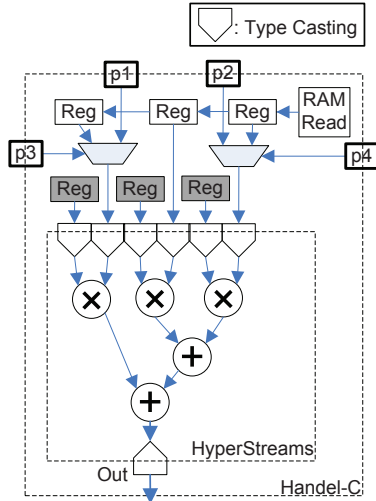 : Type Casting
p1
p2
Reg
Reg
Reg
RAM
Read
p3
p4
Reg
Reg
Reg
×
×
×
+
+
HyperStreams
Out
Handel-C